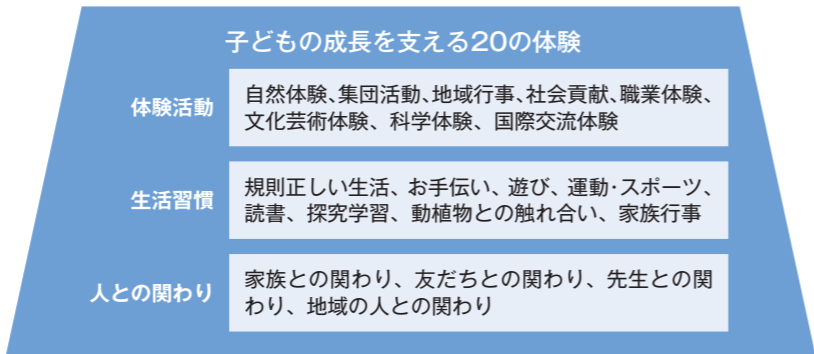 子どもの成長を支える20の体験
体験活動
自然体験、集団活動、地域行事、社会貢献、職業体験、
文化芸術体験、科学体験、国際交流体験
生活習慣
規則正しい生活、お手伝い、遊び、運動・スポーツ、
読書、探究学習、動植物との触れ合い、家族行事
人との関わり
家族との関わり、友だちとの関わり、先生との関
わり、地域の人との関わり